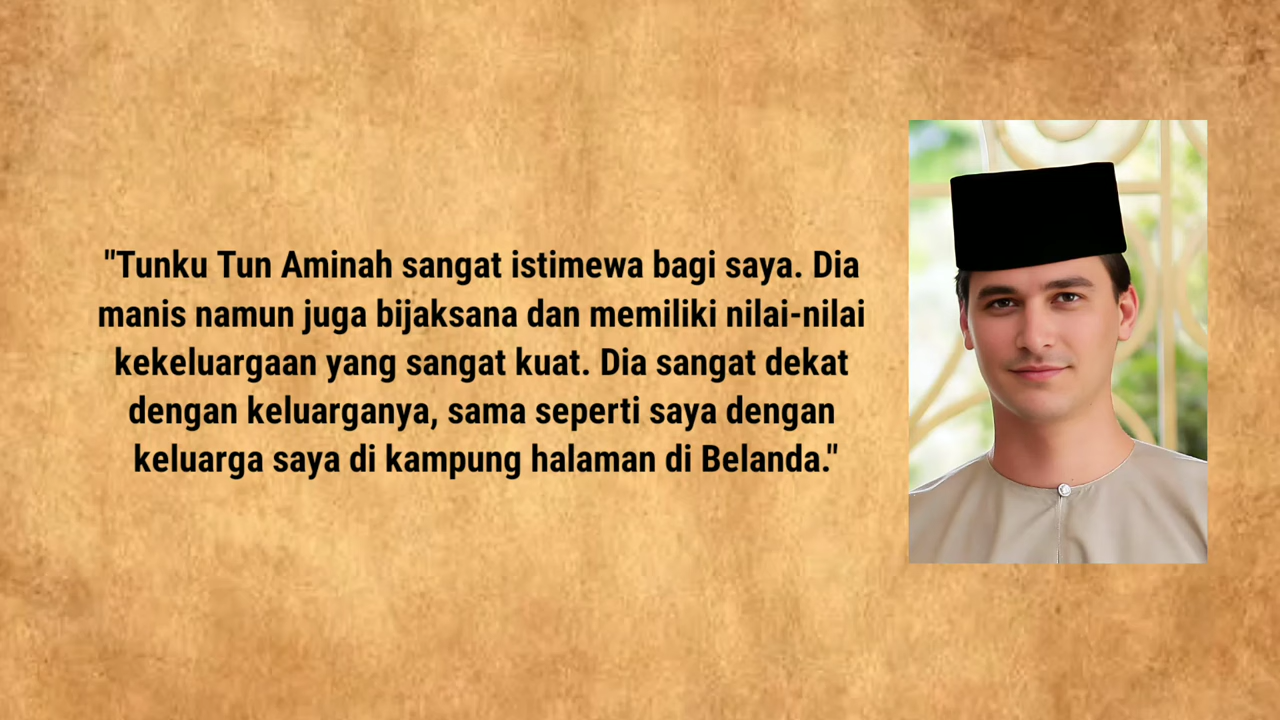 "Tunku Tun Aminah sangat istimewa bagi saya. Dia
manis namun juga bijaksana dan memiliki nilai-nilai
kekeluargaan yang sangat kuat. Dia sangat dekat
dengan keluarganya, sama seperti saya dengan
keluarga saya di kampung halaman di Belanda."